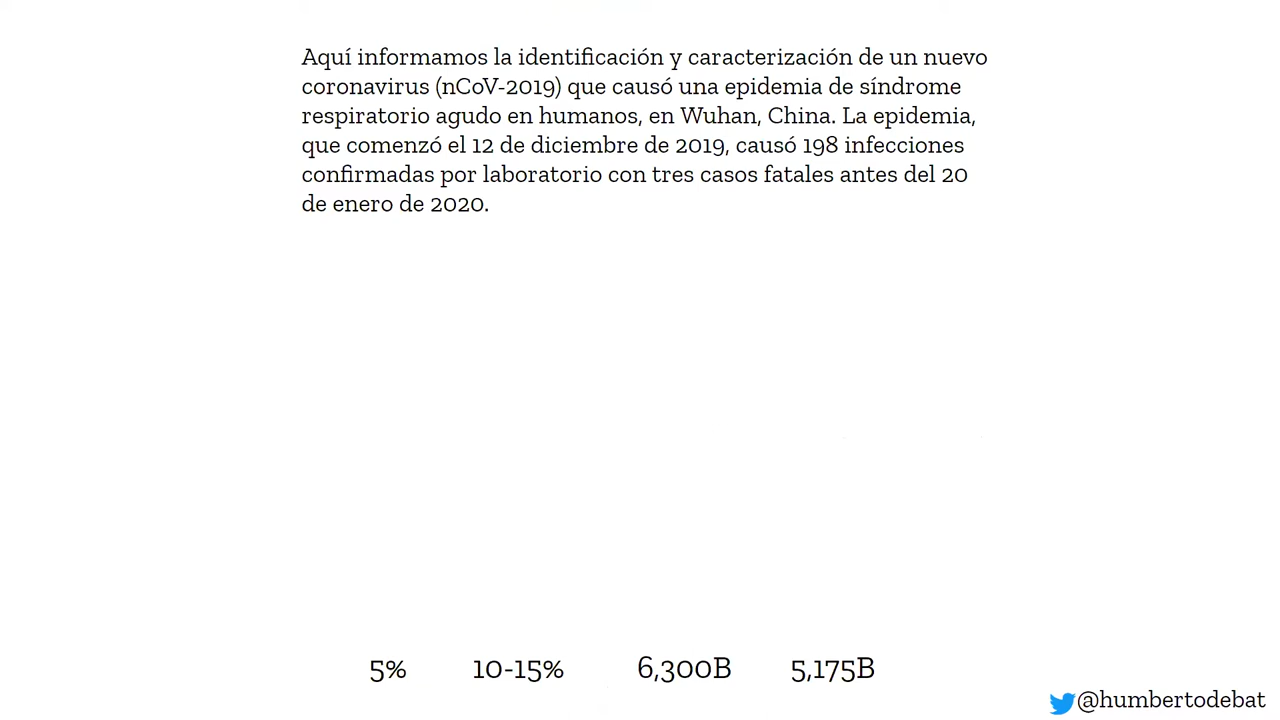 Aquí informamos la identificación y caracterización de un nuevo
coronavirus (nCoV-2019) que causó una epidemia de síndrome
respiratorio agudo en humanos, en Wuhan, China. La epidemia,
que comenzó el 12 de diciembre de 2019, causó 198 infecciones
confirmadas por laboratorio con tres casos fatales antes del 20
de enero de 2020.
5% 10-15% 6,300B 5,175B
@humbertodebat